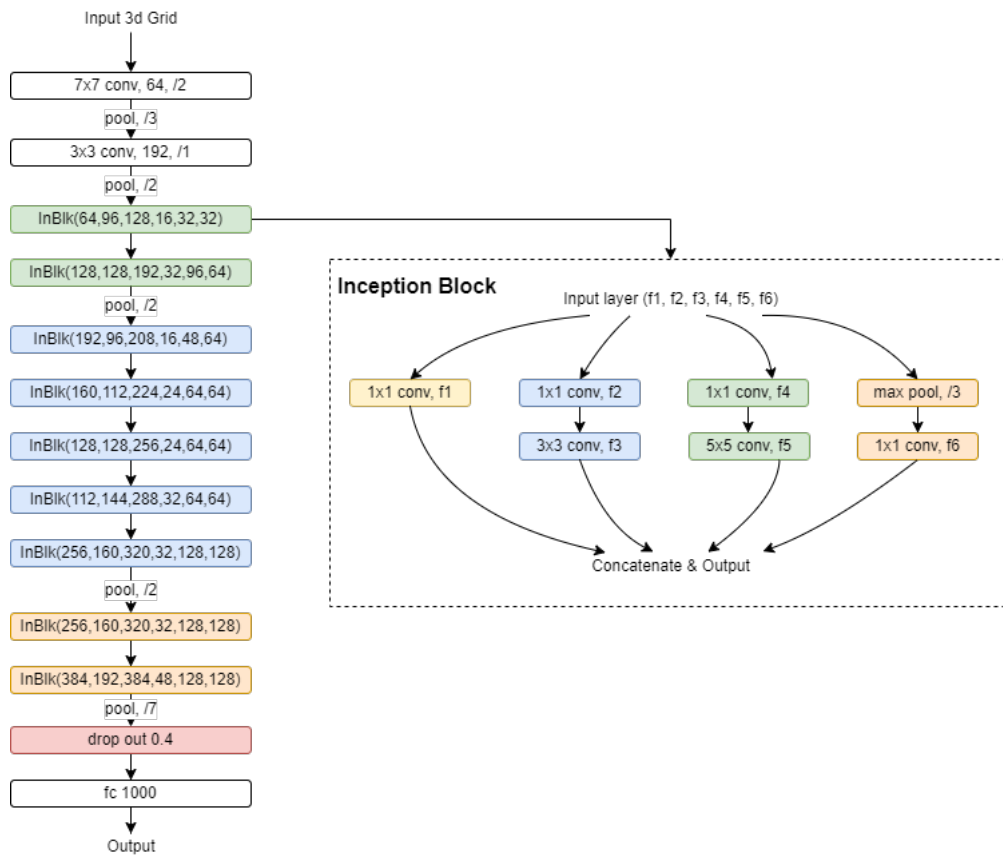 Input 3d Grid
7x7 conv, 64, /2
pool, /3
3x3 conv, 192, /1
pool, /2
InBlk(64,96,128,16,32,32)
InBlk(128,128,192,32,96,64)
pool, /2
InBlk(192,96,208,16,48,64)
InBlk(160,112,224,24,64,64)
InBlk(128,128,256,24,64,64)
InBlk(112,144,288,32,64,64)
InBlk(256,160,320,32,128,128)
pool, /2
InBlk(256,160,320,32,128,128)
InBlk(384,192,384,48,128,128)
pool, /7
drop out 0.4
fc 1000
Output
Inception Block
Input layer (f1, f2, f3, f4, f5, f6)
1x1 conv, f1
1x1 conv, f2
1x1 conv, f4
max pool, /3
3x3 conv, f3
5x5 conv, f5
1x1 conv, f6
Concatenate & Output